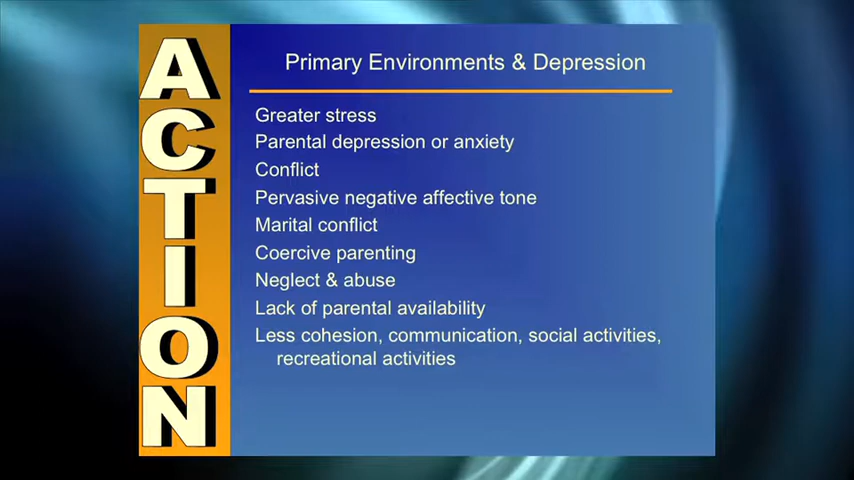 ACTION
Primary Environments & Depression
Greater stress
Parental depression or anxiety
Conflict
Pervasive negative affective tone
Marital conflict
Coercive parenting
Neglect & abuse
Lack of parental availability
Less cohesion, communication, social activities,
recreational activities